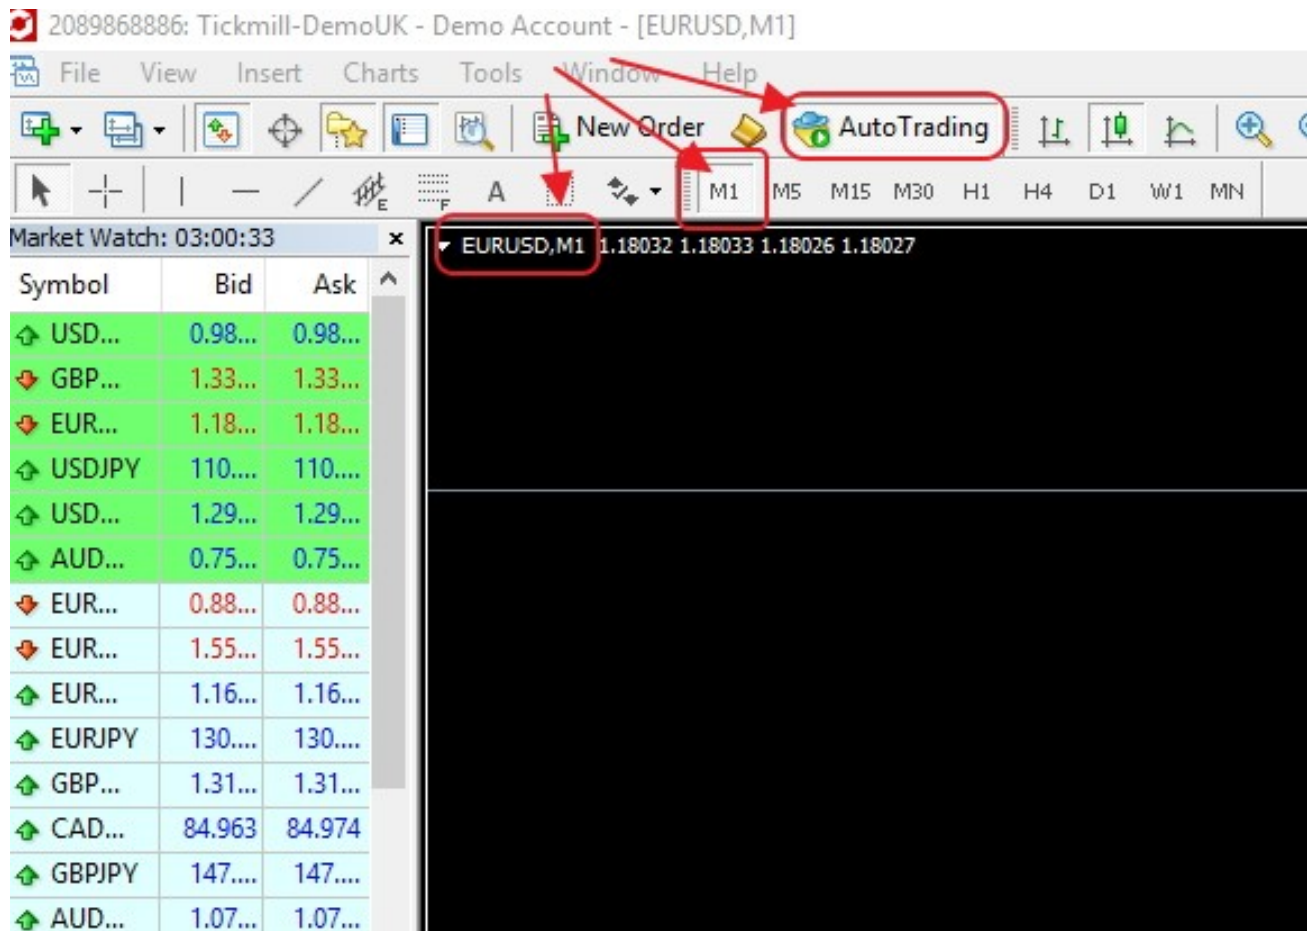 2089868886: Tickmill-DemoUK - Demo Account - [EURUSD,M1]
File View Insert Charts Tools Window Help
New Order AutoTrading
E F A M1 M5 M15 M30 H1 H4 D1 W1 MN
Market Watch: 03:00:33
EURUSD,M1 1.18032 1.18033 1.18026 1.18027
Symbol Bid Ask
USD... 0.98... 0.98...
GBP... 1.33... 1.33...
EUR... 1.18... 1.18...
USDJPY 110.... 110....
USD... 1.29... 1.29...
AUD... 0.75... 0.75...
EUR... 0.88... 0.88...
EUR... 1.55... 1.55...
EUR... 1.16... 1.16...
EURJPY 130.... 130....
GBP... 1.31... 1.31...
CAD... 84.963 84.974
GBPJPY 147.... 147....
AUD... 1.07... 1.07...